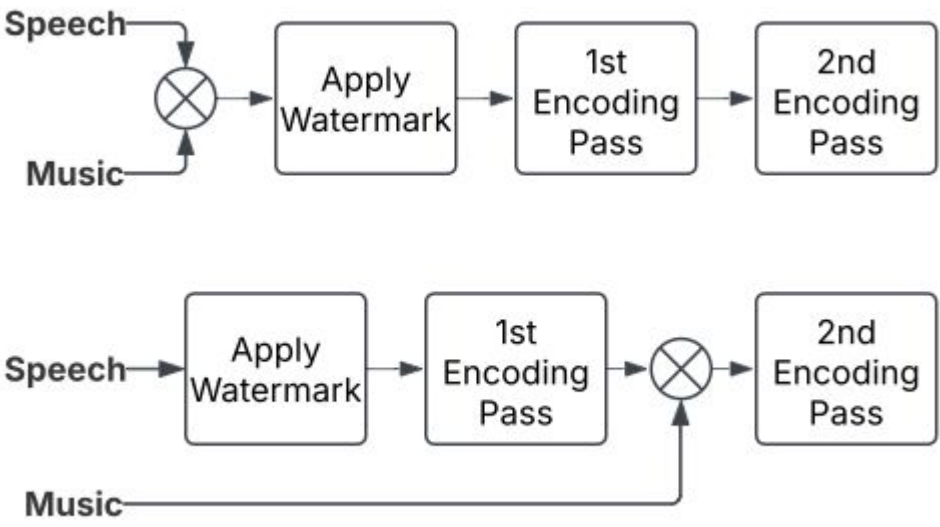 Speech
Music
Apply
Watermark
1st
Encoding
Pass
2nd
Encoding
Pass
Speech
Music
Apply
Watermark
1st
Encoding
Pass
2nd
Encoding
Pass